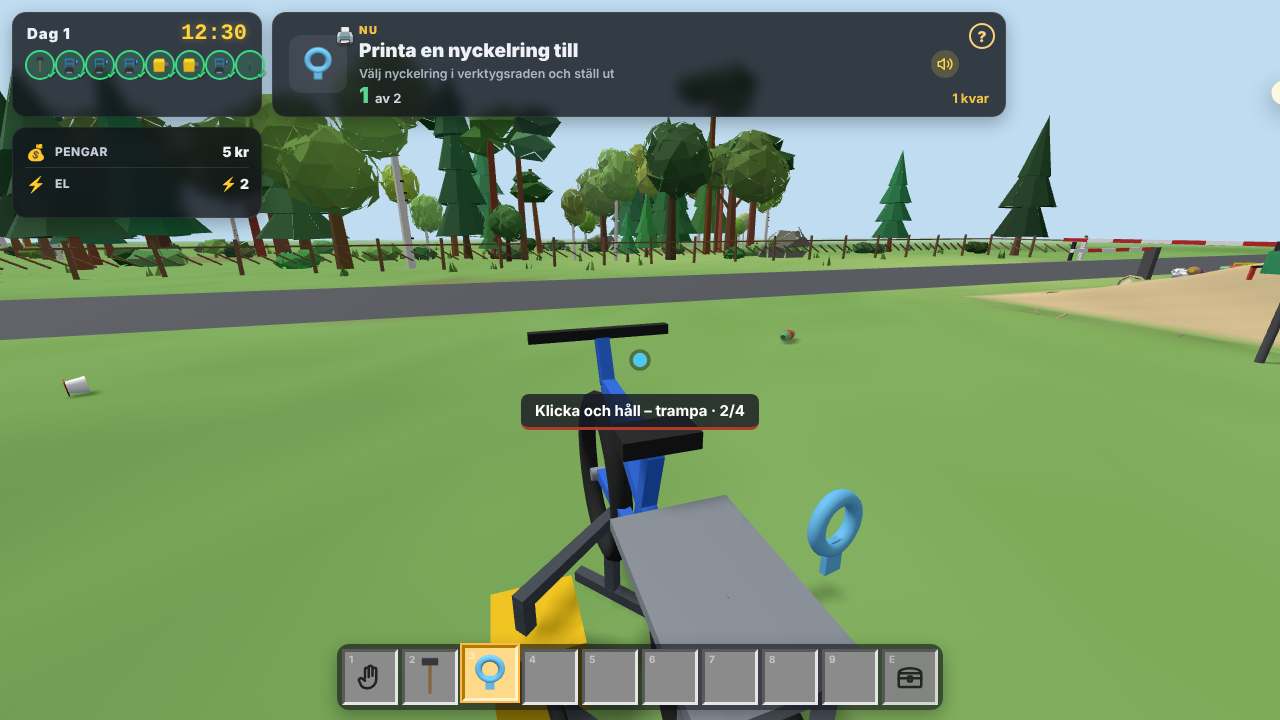 Dag 1
12:30
NU
Printa en nyckelring till
Välj nyckelring i verktygsraden och ställ ut
1 av 2
1 kvar
?
PENGAR
5 kr
EL
2
Klicka och håll – trampa · 2/4
1
2
4
5
6
7
8
9
E